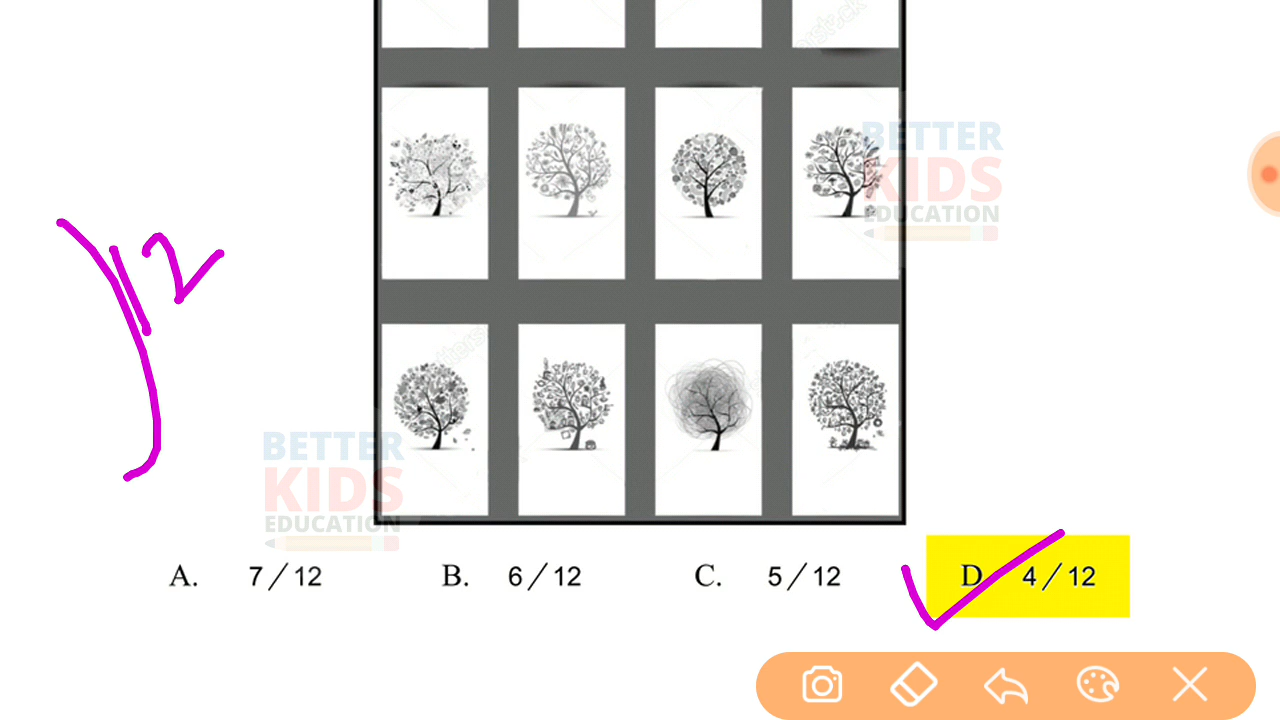 BETTER
KIDS
EDUCATION
12
BETTER
KIDS
EDUCATION
A. 7/12 B. 6/12 C. 5/12 D. 4/12